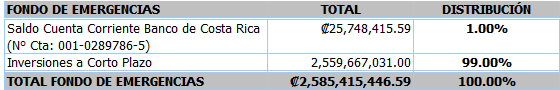 FONDO DE EMERGENCIAS TOTAL DISTRIBUCIÓN
Saldo Cuenta Corriente Banco de Costa Rica ₡25,748,415.59 1.00%
(Nº Cta: 001-0289786-5)
Inversiones a Corto Plazo 2,559,667,031.00 99.00%
TOTAL FONDO DE EMERGENCIAS ₡2,585,415,446.59 100.00%